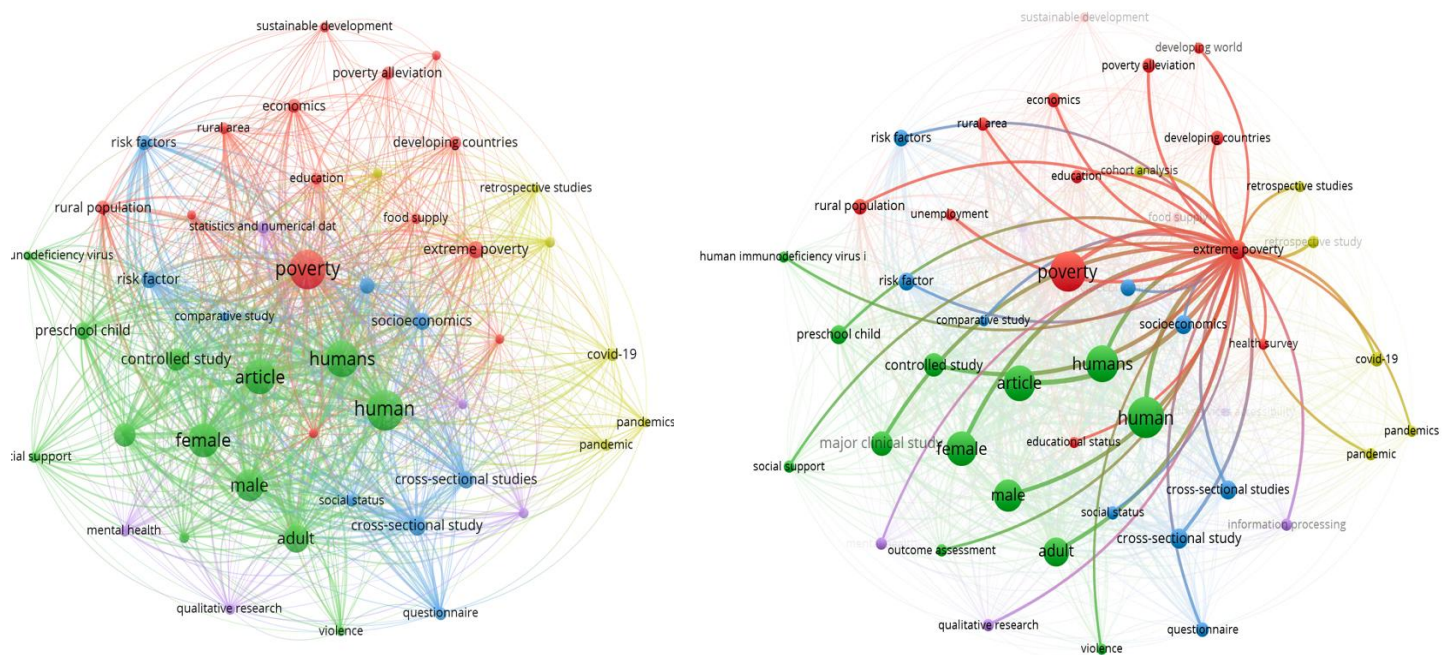 sustainable development
poverty alleviation
economics
rural area
risk factors
developing countries
education
retrospective studies
rural population
food supply
statistics and numerical dat
extreme poverty
unodeficiency virus
poverty
risk factor
comparative study
socioeconomics
preschool child
humans
controlled study
covid-19
article
human
pandemics
female
pandemic
cial support
male
cross-sectional studies
social status
cross-sectional study
mental health
adult
qualitative research
questionnaire
violence
sustainable development
developing world
poverty alleviation
economics
rural area
risk factors
developing countries
cohort analysis
education
retrospective studies
rural population
unemployment
food supply
retrospective study
extreme poverty
human immunodeficiency virus i
poverty
risk factor
comparative study
socioeconomics
preschool child
health survey
humans
controlled study
covid-19
article
human
pandemics
major clinical study
educational status
female
pandemic
social support
male
cross-sectional studies
social status
information processing
cross-sectional study
outcome assessment
adult
qualitative research
questionnaire
violence